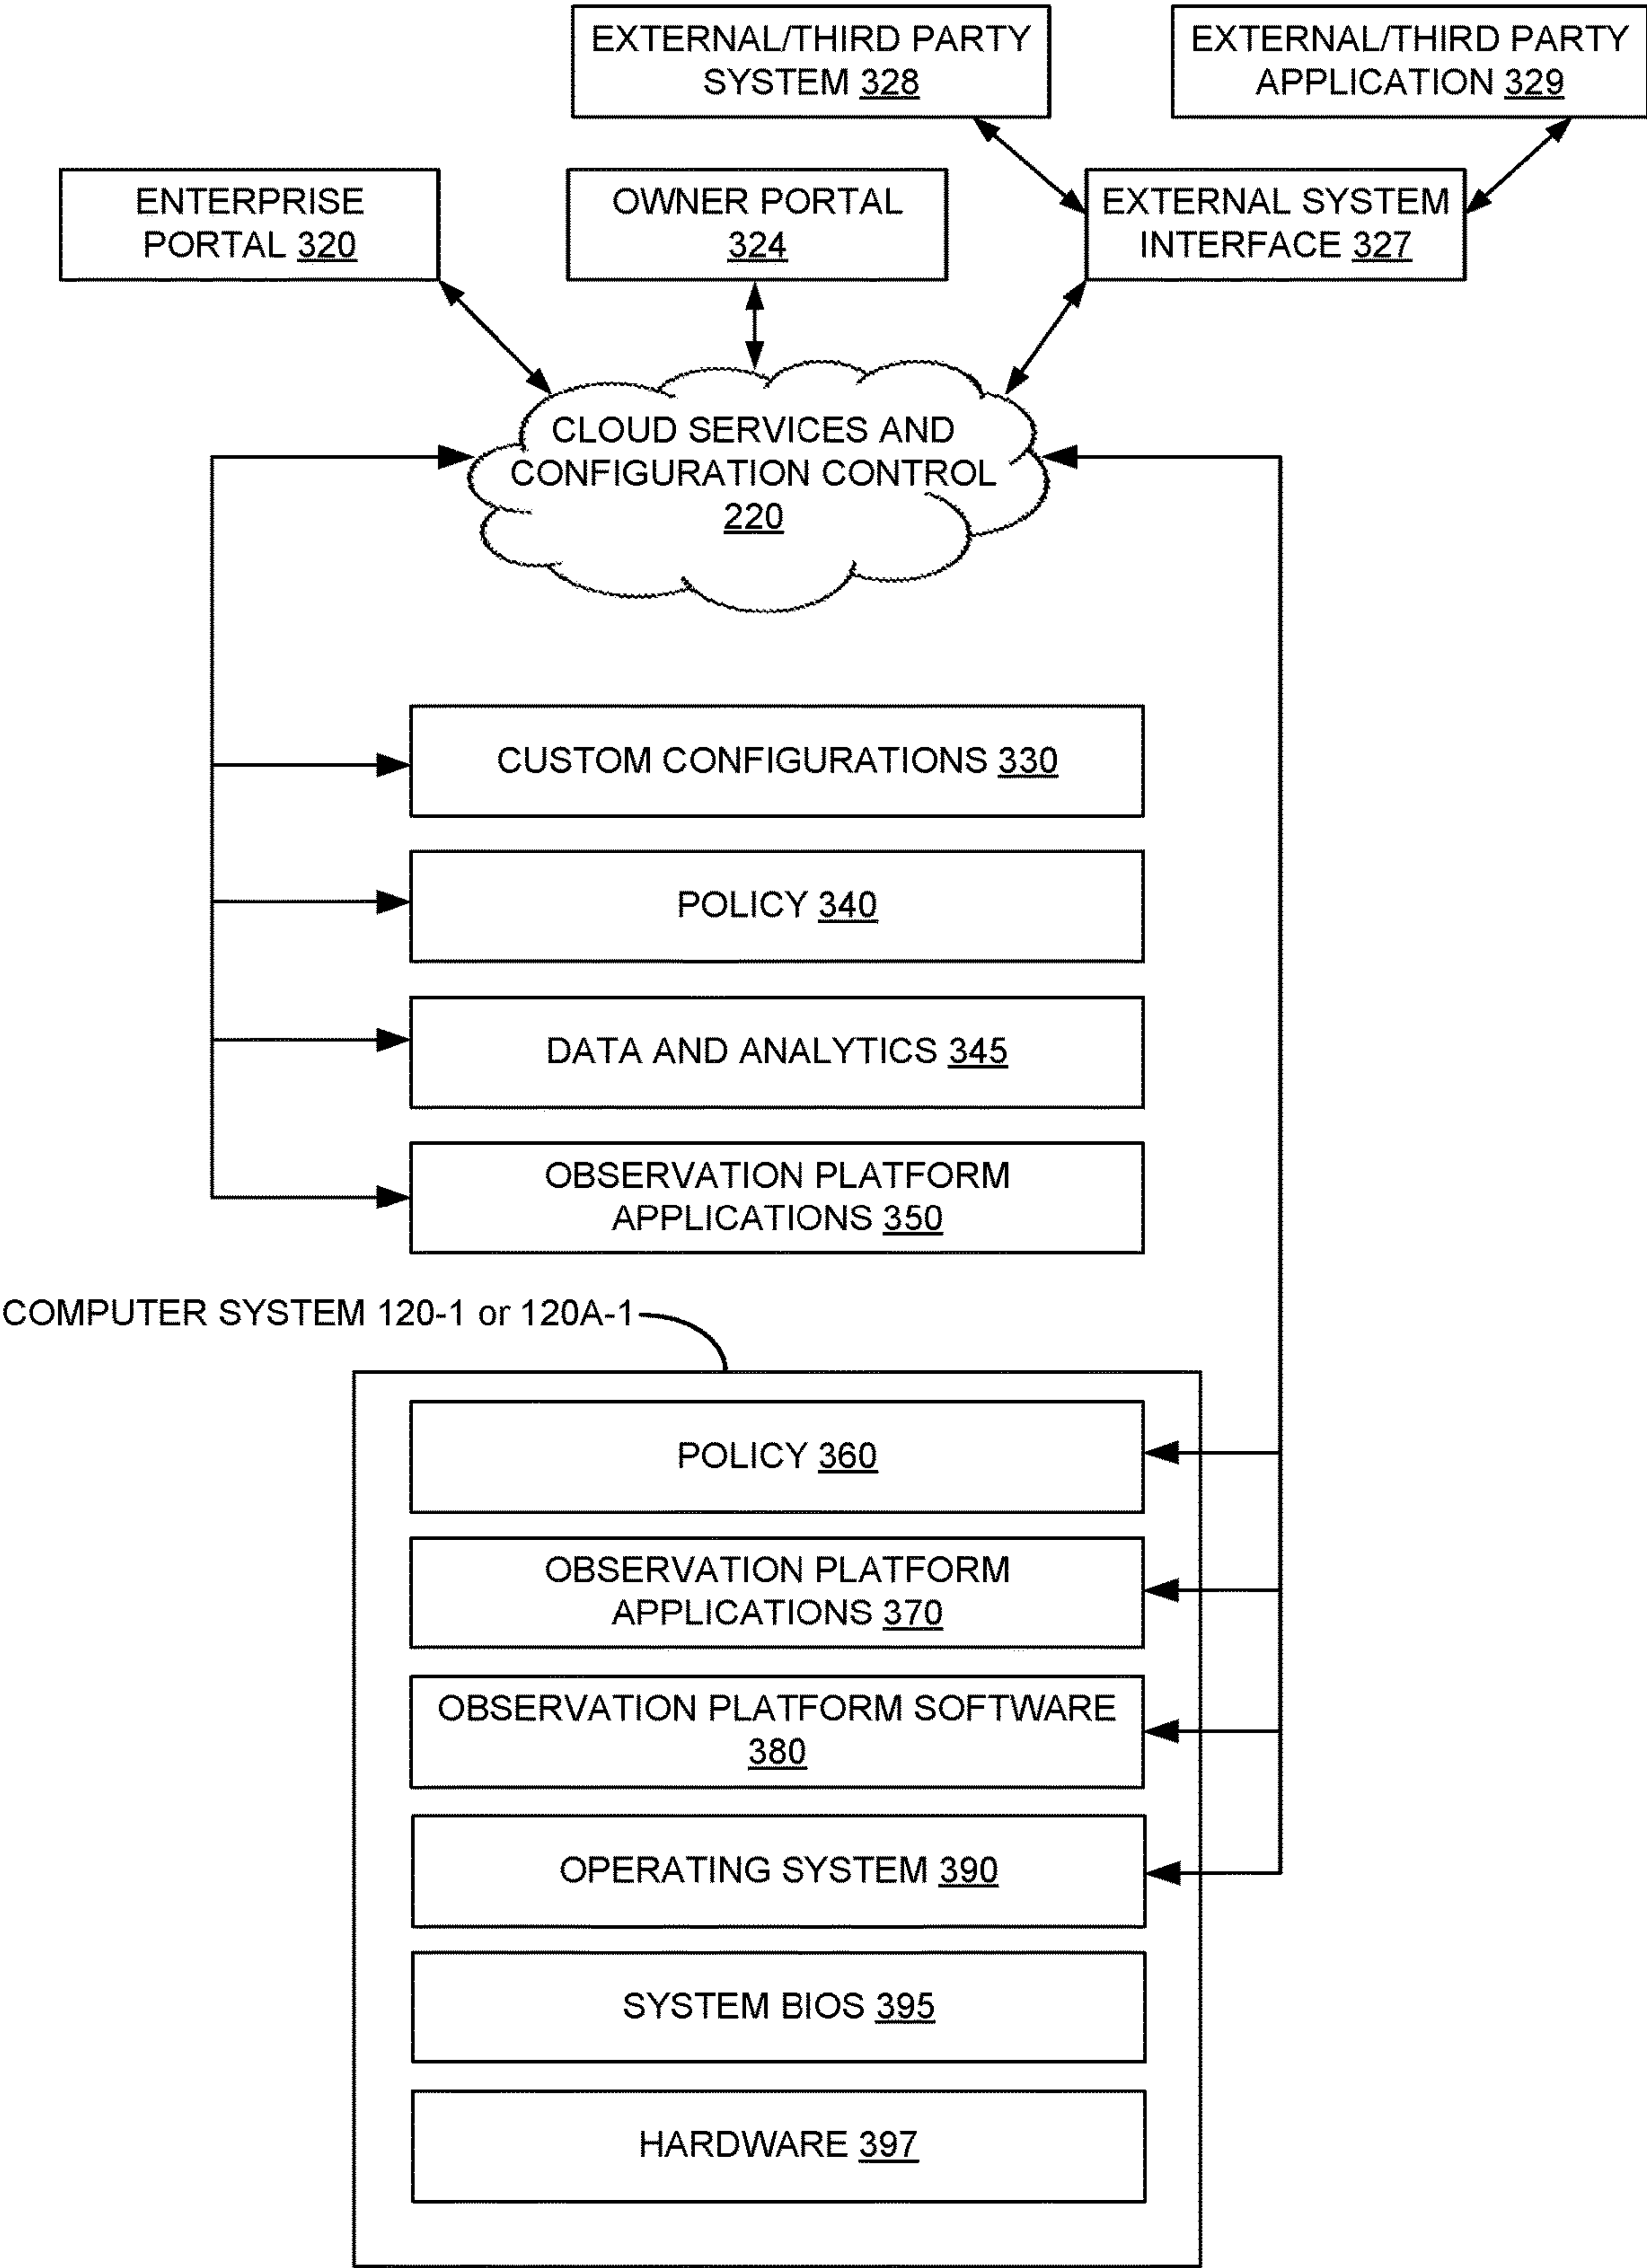 EXTERNAL/THIRD PARTY
SYSTEM 328
EXTERNAL/THIRD PARTY
APPLICATION 329
ENTERPRISE
PORTAL 320
OWNER PORTAL
324
EXTERNAL SYSTEM
INTERFACE 327
CLOUD SERVICES AND
CONFIGURATION CONTROL
220
CUSTOM CONFIGURATIONS 330
POLICY 340
DATA AND ANALYTICS 345
OBSERVATION PLATFORM
APPLICATIONS 350
COMPUTER SYSTEM 120-1 or 120A-1
POLICY 360
OBSERVATION PLATFORM
APPLICATIONS 370
OBSERVATION PLATFORM SOFTWARE
380
OPERATING SYSTEM 390
SYSTEM BIOS 395
HARDWARE 397